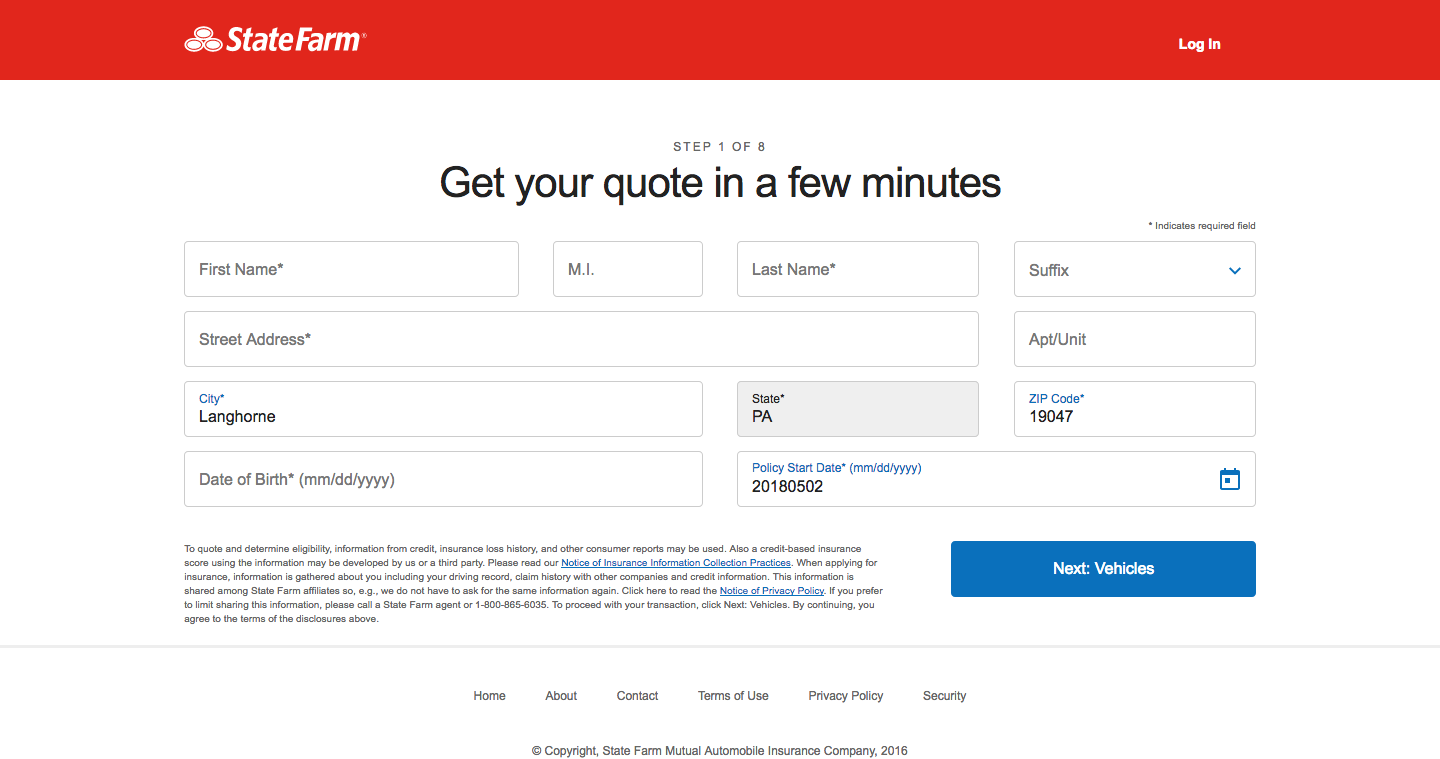 StateFarm®
Log In
STEP 1 OF 8
Get your quote in a few minutes
* Indicates required field
First Name*
M.I.
Last Name*
Suffix
Street Address*
Apt/Unit
City*
Langhorne
State*
PA
ZIP Code*
19047
Date of Birth* (mm/dd/yyyy)
Policy Start Date* (mm/dd/yyyy)
20180502
To quote and determine eligibility, information from credit, insurance loss history, and other consumer reports may be used. Also a credit-based insurance
score using the information may be developed by us or a third party. Please read our Notice of Insurance Information Collection Practices. When applying for
insurance, information is gathered about you including your driving record, claim history with other companies and credit information. This information is
shared among State Farm affiliates so, e.g., we do not have to ask for the same information again. Click here to read the Notice of Privacy Policy. If you prefer
to limit sharing this information, please call a State Farm agent or 1-800-865-6035. To proceed with your transaction, click Next: Vehicles. By continuing, you
agree to the terms of the disclosures above.
Next: Vehicles
Home About Contact Terms of Use Privacy Policy Security
© Copyright, State Farm Mutual Automobile Insurance Company, 2016